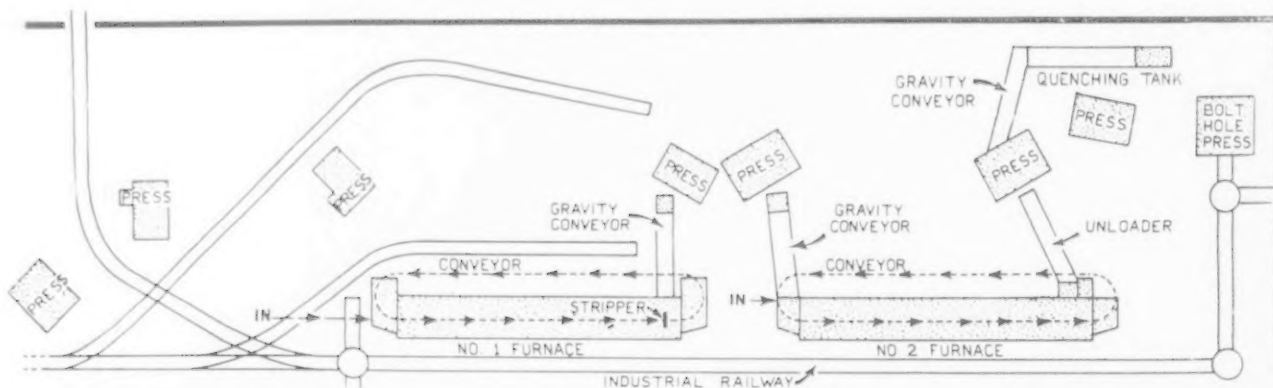 GRAVITY
CONVEYOR
QUENCHING TANK
PRESS
BOLT
HOLE
PRESS
PRESS
PRESS
PRESS
PRESS
PRESS
PRESS
GRAVITY
CONVEYOR
GRAVITY
CONVEYOR
UNLOADER
CONVEYOR
CONVEYOR
IN
STRIPPER
IN
NO. 1 FURNACE
NO 2 FURNACE
INDUSTRIAL RAILWAY